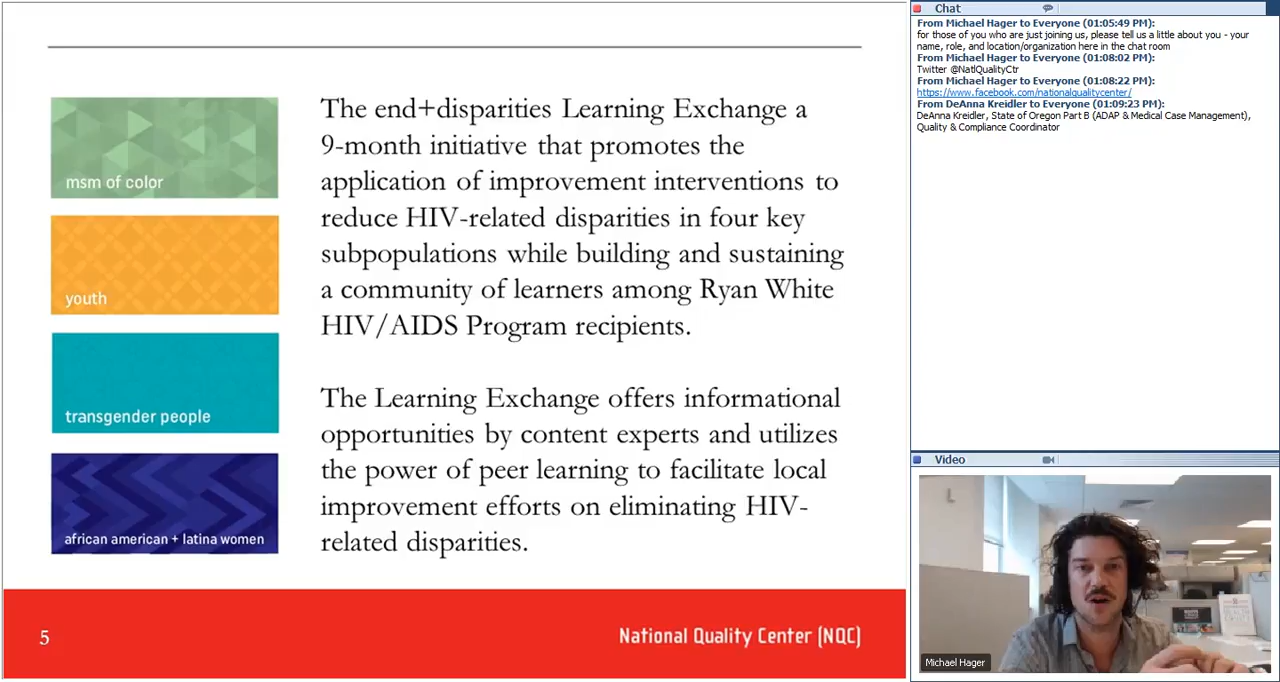 msm of color
youth
transgender people
african american + latina women
The end+disparities Learning Exchange a
9-month initiative that promotes the
application of improvement interventions to
reduce HIV-related disparities in four key
subpopulations while building and sustaining
a community of learners among Ryan White
HIV/AIDS Program recipients.
The Learning Exchange offers informational
opportunities by content experts and utilizes
the power of peer learning to facilitate local
improvement efforts on eliminating HIV-
related disparities.
5
National Quality Center (NQC)
Chat
From Michael Hager to Everyone (01:05:49 PM):
for those of you who are just joining us, please tell us a little about you - your
name, role, and location/organization here in the chat room
From Michael Hager to Everyone (01:08:02 PM):
Twitter @NatlQualityCtr
From Michael Hager to Everyone (01:08:22 PM):
https://www.facebook.com/nationalqualitycenter/
From DeAnna Kreidler to Everyone (01:09:23 PM):
DeAnna Kreidler, State of Oregon Part B (ADAP & Medical Case Management),
Quality & Compliance Coordinator
Video
Michael Hager